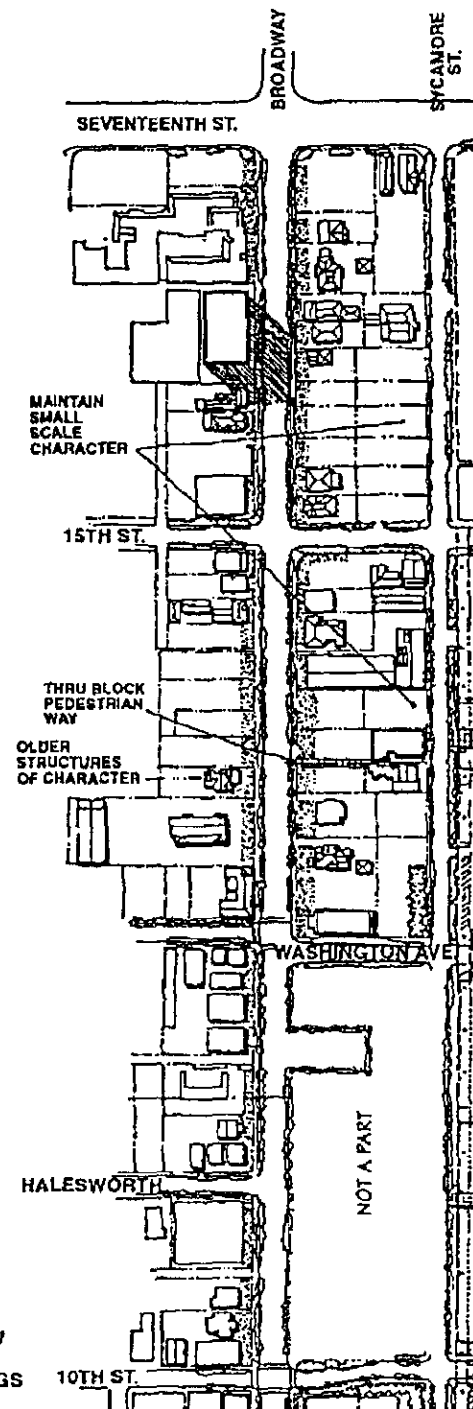 BROADWAY
SYCAMORE
ST.
SEVENTEENTH ST.
MAINTAIN
SMALL
SCALE
CHARACTER
15TH ST.
THRU BLOCK
PEDESTRIAN
WAY
OLDER
STRUCTURES
OF CHARACTER
WASHINGTON AVE
NOT A PART
HALESWORTH
GS
10TH ST.